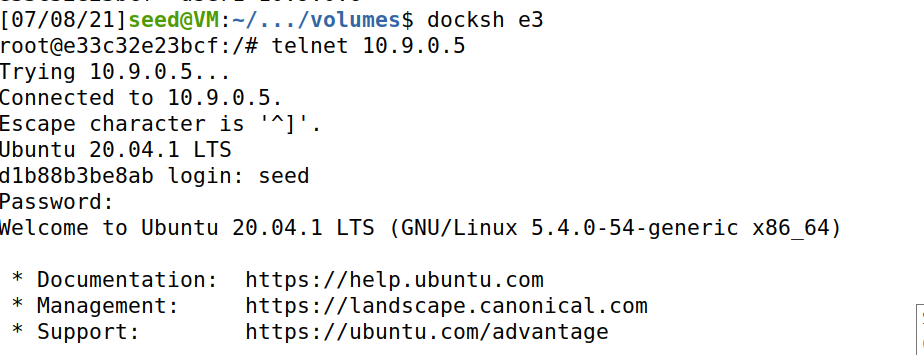 [07/08/21]seed@VM:~/.../volumes$ docksh e3
root@e33c32e23bcf:/# telnet 10.9.0.5
Trying 10.9.0.5...
Connected to 10.9.0.5.
Escape character is '^]'.
Ubuntu 20.04.1 LTS
d1b88b3be8ab login: seed
Password:
Welcome to Ubuntu 20.04.1 LTS (GNU/Linux 5.4.0-54-generic x86_64)
* Documentation:  https://help.ubuntu.com
* Management:     https://landscape.canonical.com
* Support:        https://ubuntu.com/advantage